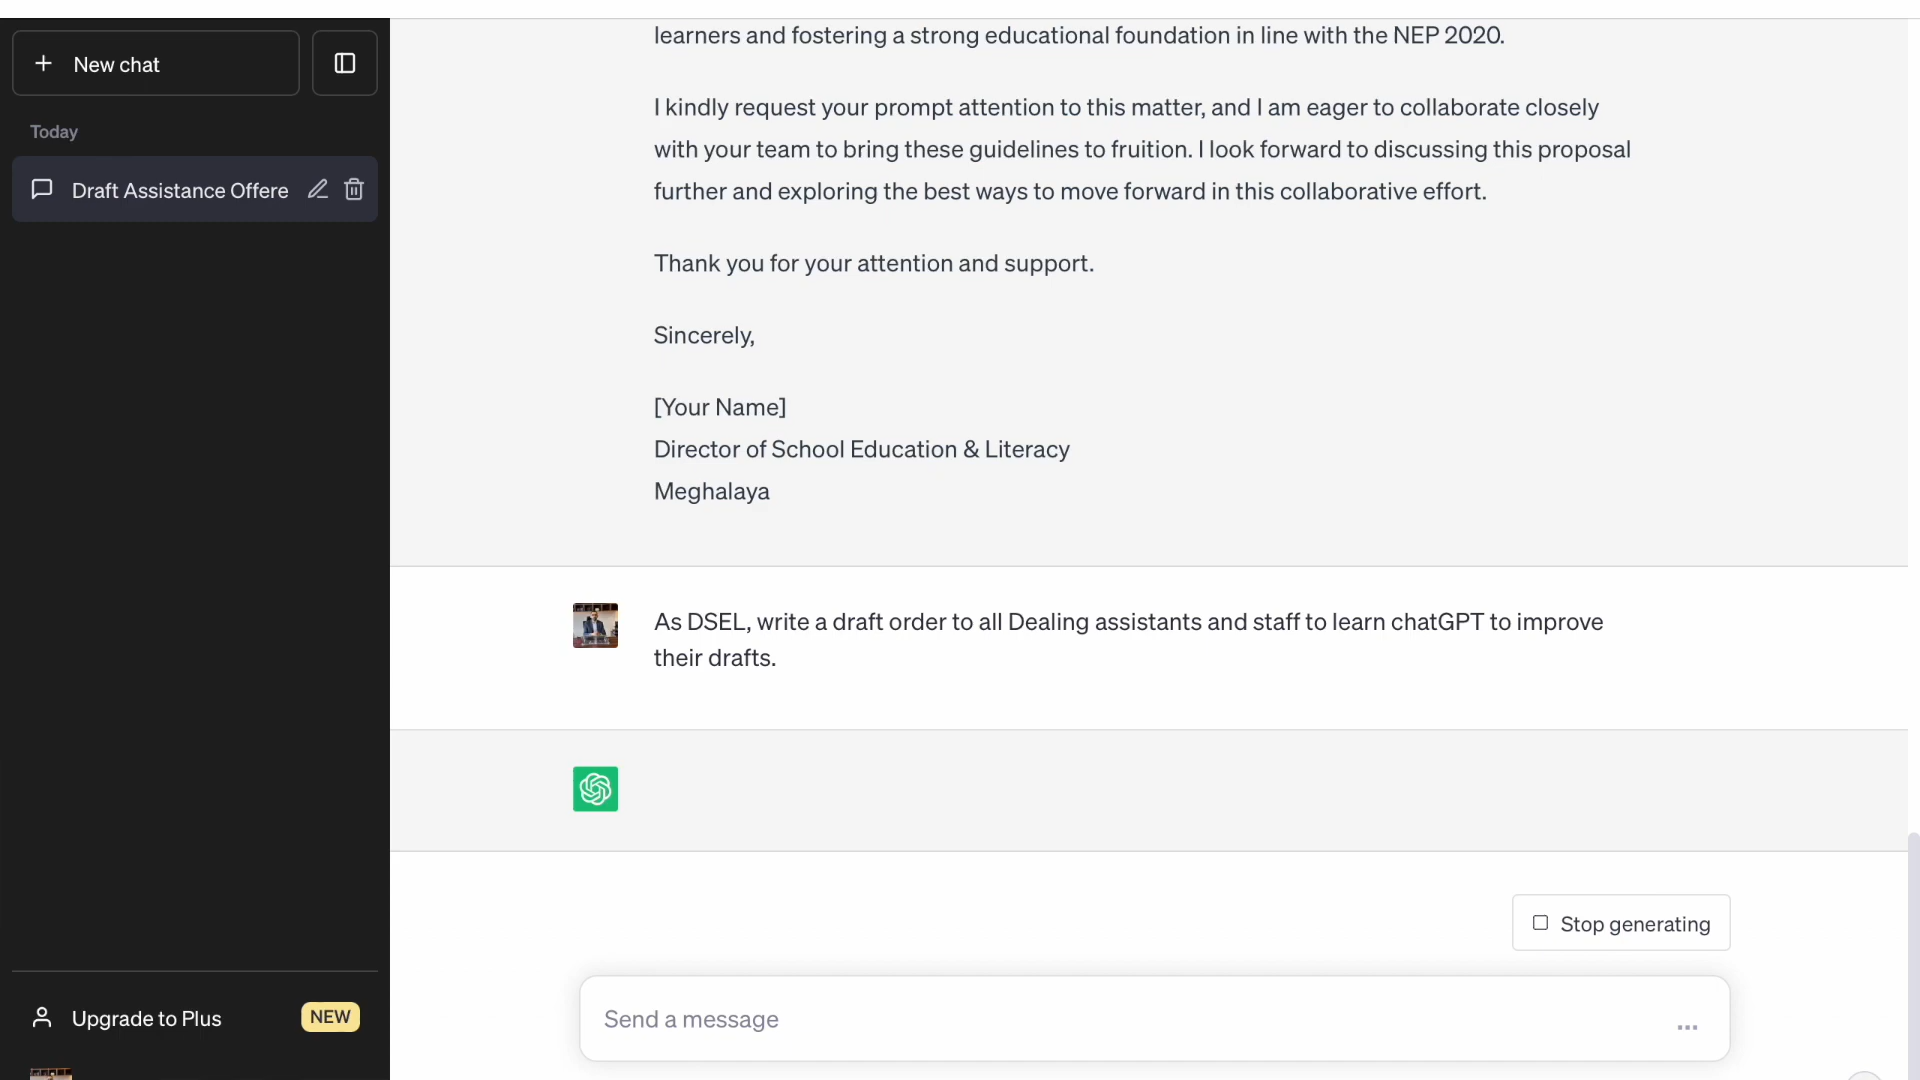 New chat
Today
Draft Assistance Offere
learners and fostering a strong educational foundation in line with the NEP 2020.
I kindly request your prompt attention to this matter, and I am eager to collaborate closely
with your team to bring these guidelines to fruition. I look forward to discussing this proposal
further and exploring the best ways to move forward in this collaborative effort.
Thank you for your attention and support.
Sincerely,
[Your Name]
Director of School Education & Literacy
Meghalaya
As DSEL, write a draft order to all Dealing assistants and staff to learn chatGPT to improve
their drafts.
Stop generating
Send a message
Upgrade to Plus
NEW